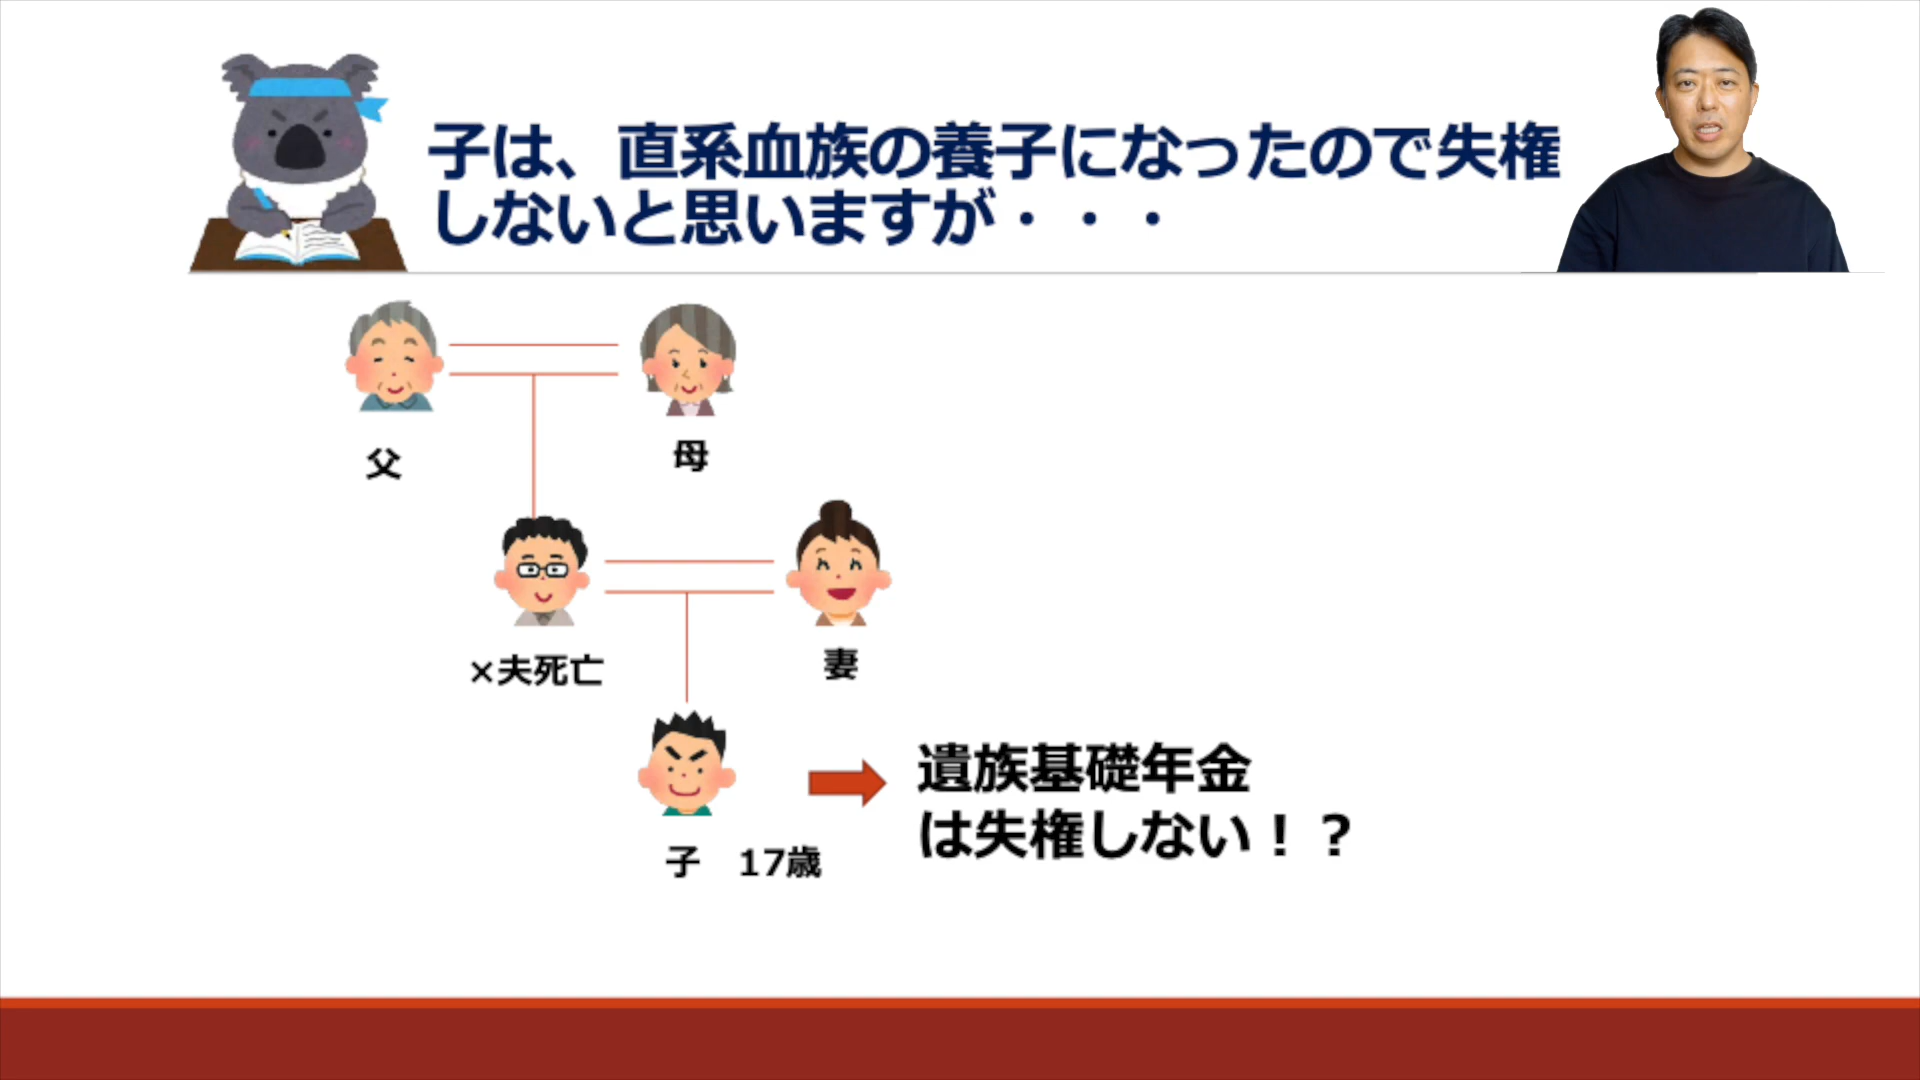 子は、直系血族の養子になったので失権
しないと思いますが・・・
父
母
×夫死亡
妻
子　17歳
遺族基礎年金
は失権しない！？